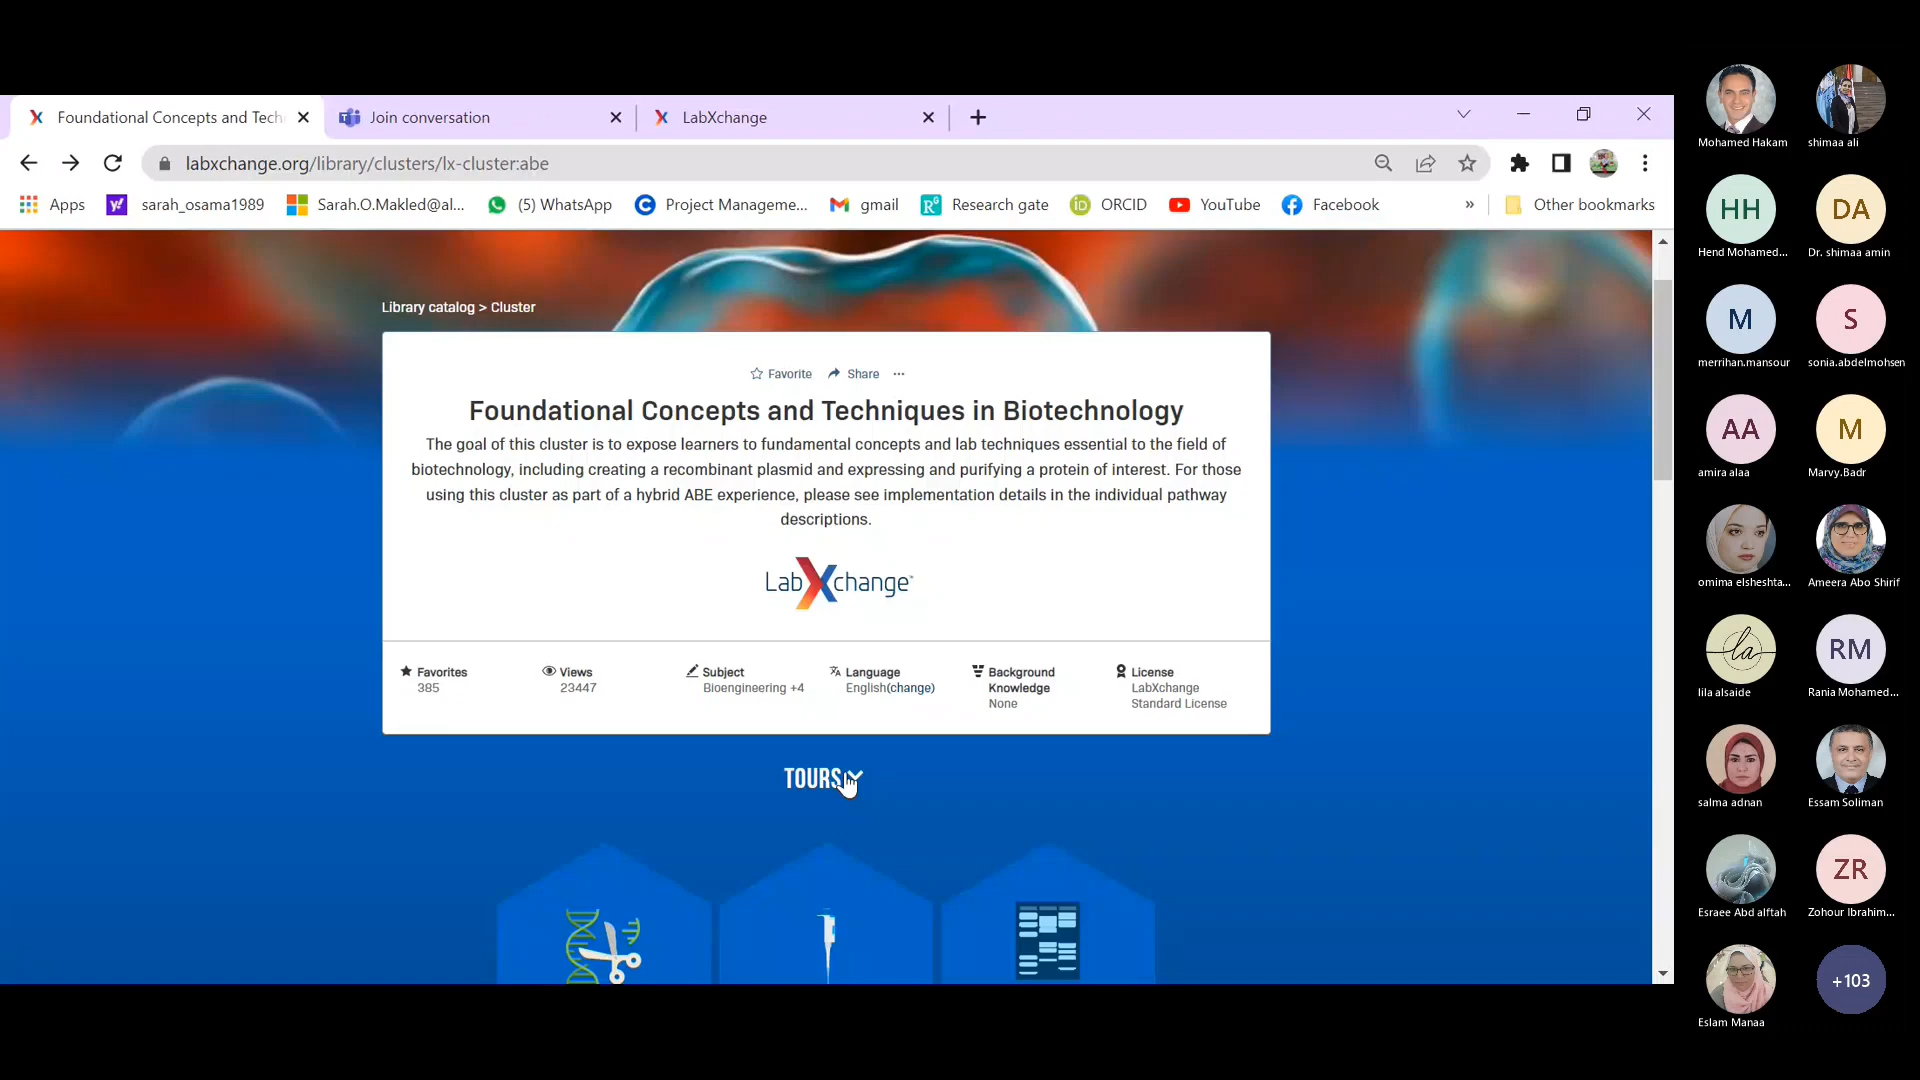 Foundational Concepts and Tech
Join conversation
LabXchange
labxchange.org/library/clusters/lx-cluster:abe
Apps
sarah_osama1989
Sarah.O.Makled@al...
(5) WhatsApp
Project Manageme...
gmail
Research gate
ORCID
YouTube
Facebook
»
Other bookmarks
Library catalog > Cluster
Favorite
Share
...
Foundational Concepts and Techniques in Biotechnology
The goal of this cluster is to expose learners to fundamental concepts and lab techniques essential to the field of
biotechnology, including creating a recombinant plasmid and expressing and purifying a protein of interest. For those
using this cluster as part of a hybrid ABE experience, please see implementation details in the individual pathway
descriptions.
LabXchange
Favorites
385
Views
23447
Subject
Bioengineering +4
Language
English(change)
Background
Knowledge
None
License
LabXchange
Standard License
TOURS
Mohamed Hakam
shimaa ali
HH
Hend Mohamed...
DA
Dr. shimaa amin
M
merrihan.mansour
S
sonia.abdelmohsen
AA
amira alaa
M
Marvy.Badr
omima elsheshta...
Ameera Abo Shirif
la
lila alsaide
RM
Rania Mohamed...
salma adnan
Essam Soliman
Esraee Abd alftah
ZR
Zohour Ibrahim...
Eslam Manaa
+103